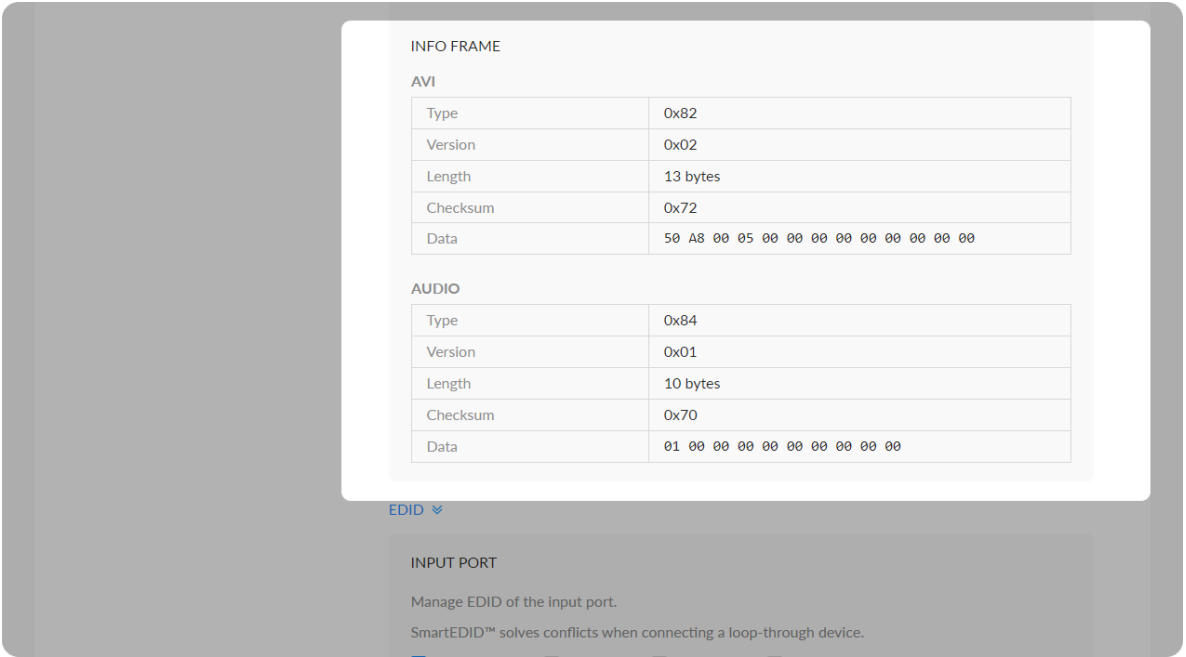 INFO FRAME
AVI
Type 0x82
Version 0x02
Length 13 bytes
Checksum 0x72
Data 50 A8 00 05 00 00 00 00 00 00 00 00 00
AUDIO
Type 0x84
Version 0x01
Length 10 bytes
Checksum 0x70
Data 01 00 00 00 00 00 00 00 00 00
EDID
INPUT PORT
Manage EDID of the input port.
SmartEDID™ solves conflicts when connecting a loop-through device.